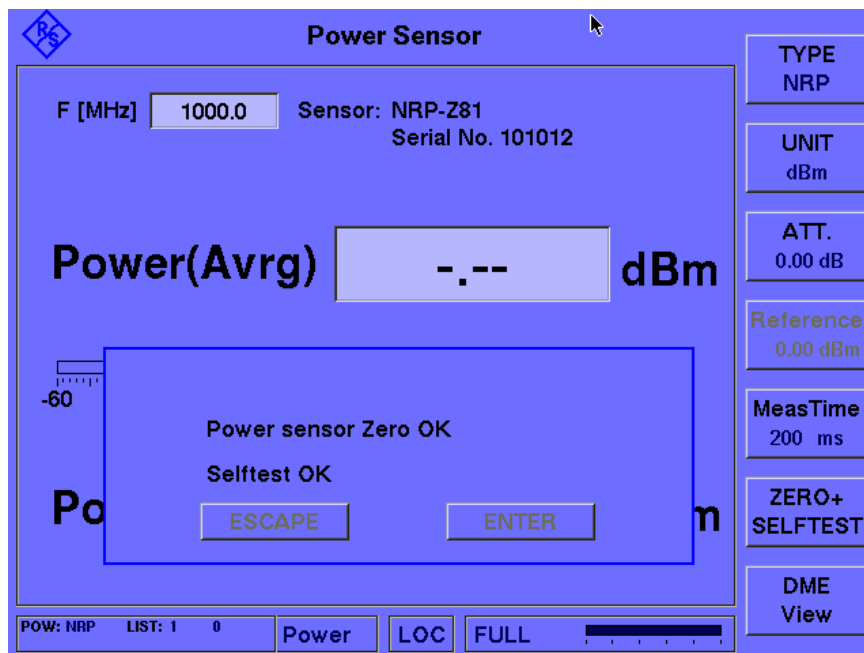 R&S
Power Sensor
F [MHz] 1000.0 Sensor: NRP-Z81
Serial No. 101012
Power(Avrg) -.-- dBm
-60
Power sensor Zero OK
Selftest OK
Po m
ESCAPE ENTER
POW: NRP LIST: 1 0 Power LOC FULL
TYPE
NRP
UNIT
dBm
ATT.
0.00 dB
Reference
0.00 dBm
MeasTime
200 ms
ZERO+
SELFTEST
DME
View